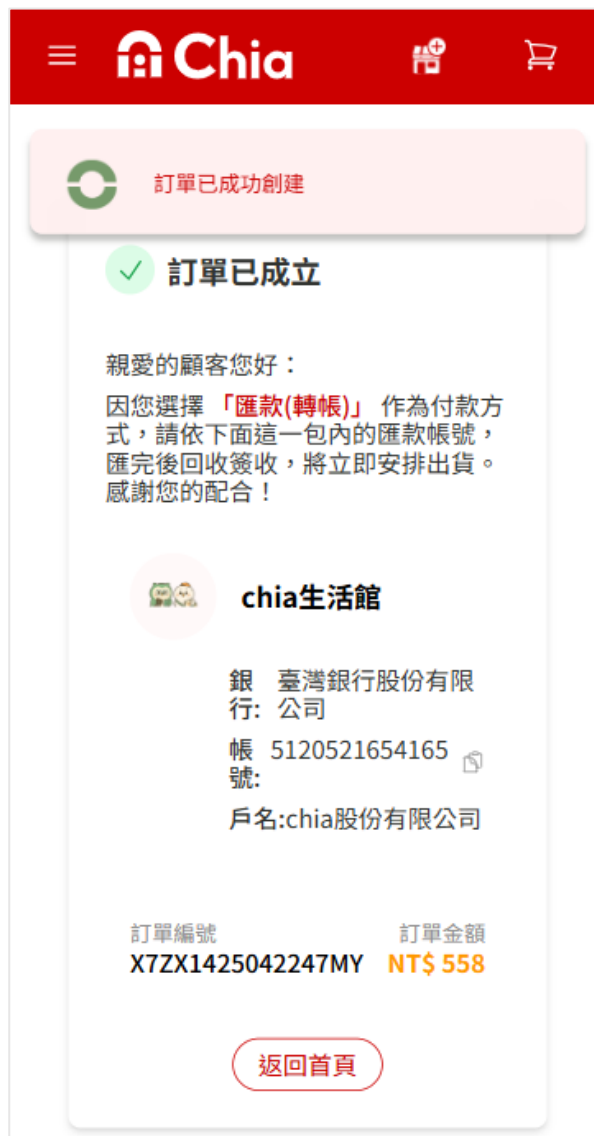 Chia
訂單已成功創建
訂單已成立
親愛的顧客您好：
因您選擇 「匯款(轉帳)」 作為付款方
式，請依下面這一包內的匯款帳號，
匯完後回收簽收，將立即安排出貨。
感謝您的配合！
chia生活館
銀行: 臺灣銀行股份有限公司
帳號: 5120521654165
戶名:chia股份有限公司
訂單編號 訂單金額
X7ZX1425042247MY NT$ 558
返回首頁